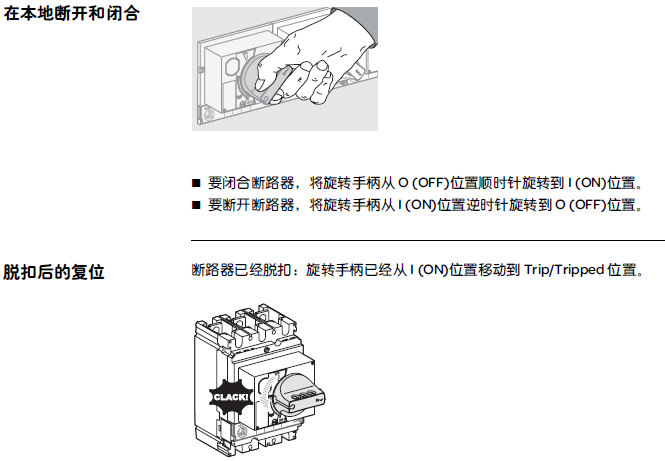 在本地断开和闭合
■ 要闭合断路器，将旋转手柄从 O (OFF)位置顺时针旋转到 I (ON)位置。
■ 要断开断路器，将旋转手柄从 I (ON)位置逆时针旋转到 O (OFF)位置。
脱扣后的复位
断路器已经脱扣：旋转手柄已经从 I (ON)位置移动到 Trip/Tripped 位置。
CLACK!